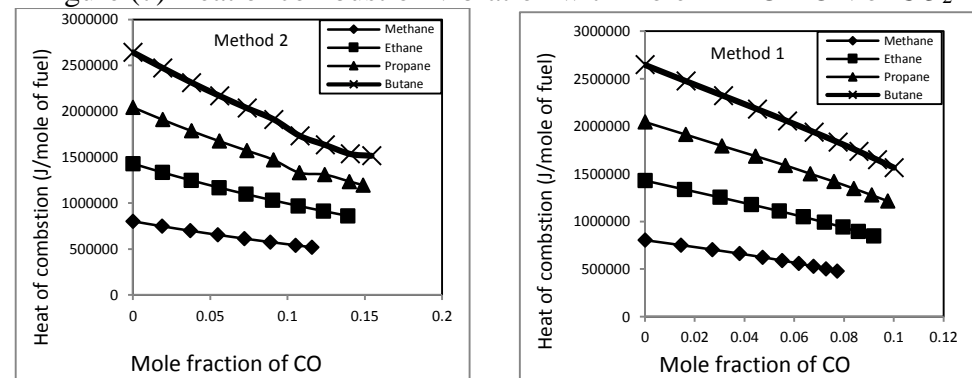 Method 2
Methane
Ethane
Propane
Butane
3000000
2500000
2000000
1500000
1000000
500000
0
0
0.05
0.1
0.15
0.2
Heat of combstion (J/mole of fuel)
Mole fraction of CO
Method 1
Methane
Ethane
Propane
Butane
3000000
2500000
2000000
1500000
1000000
500000
0
0
0.02
0.04
0.06
0.08
0.1
0.12
Heat of combstion (J/mole of fuel)
Mole fraction of CO